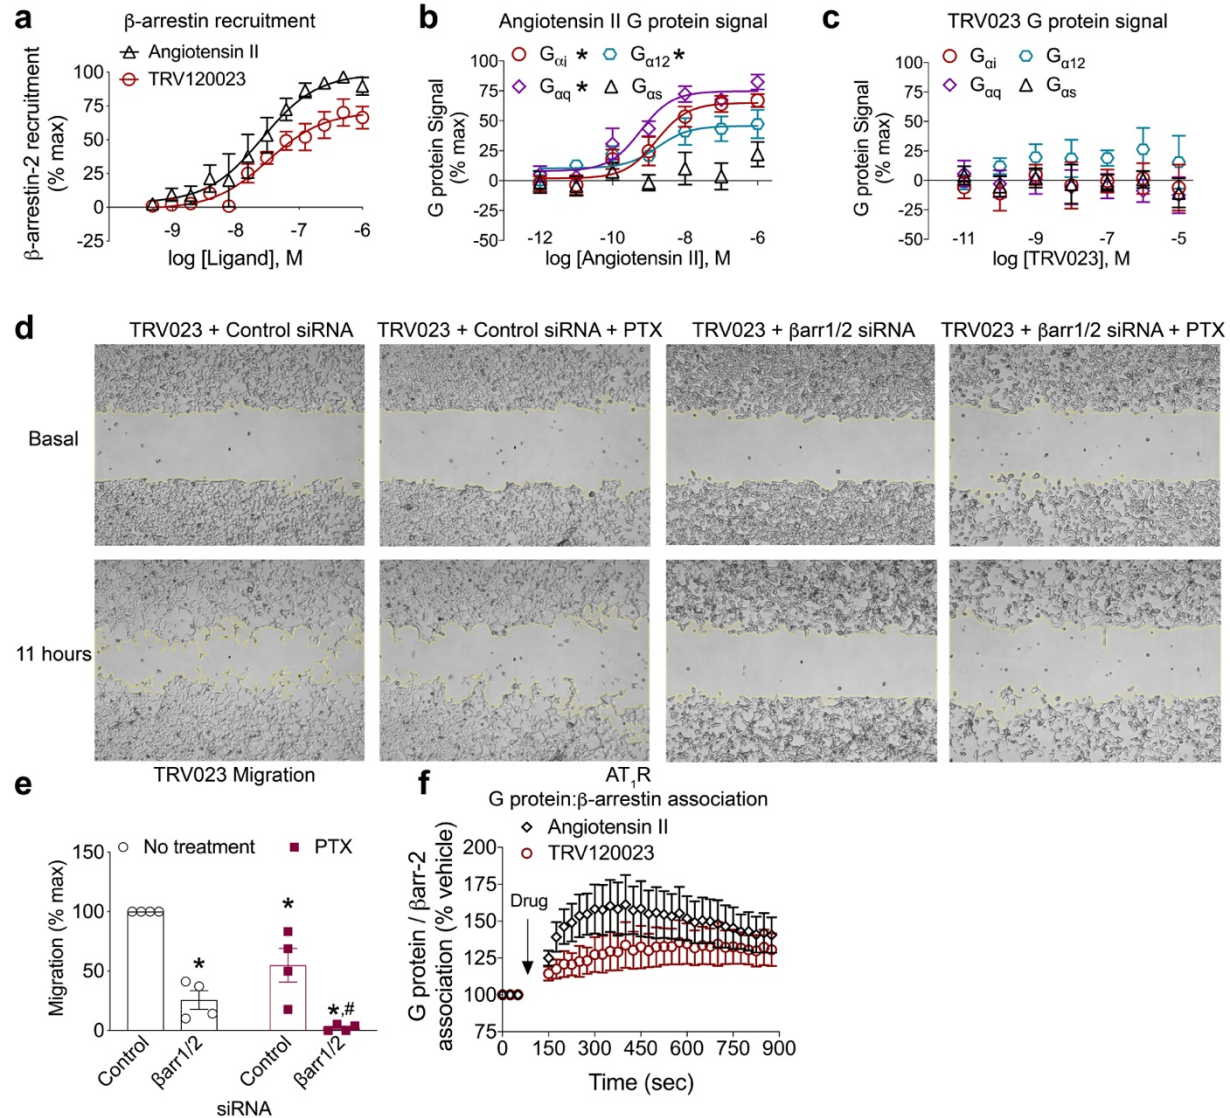 a
β-arrestin recruitment
Angiotensin II
TRV120023
β-arrestin-2 recruitment
(% max)
100
75
50
25
0
-25
-9 -8 -7 -6
log [Ligand], M
b
Angiotensin II G protein signal
Gαi * Gα12 *
Gαq * Gαs
G protein Signal
(% max)
100
75
50
25
0
-25
-50
-12 -10 -8 -6
log [Angiotensin II], M
c
TRV023 G protein signal
Gαi Gα12
Gαq Gαs
G protein Signal
(% max)
100
50
25
0
-25
-50
-11 -9 -7 -5
log [TRV023], M
d
TRV023 + Control siRNA
TRV023 + Control siRNA + PTX
TRV023 + βarr1/2 siRNA
TRV023 + βarr1/2 siRNA + PTX
Basal
11 hours
e
TRV023 Migration
No treatment PTX
Migration (% max)
150
100
50
0
*
*
*,#
Control
βarr1/2
Control
βarr1/2
siRNA
f
AT1R
G protein:β-arrestin association
Angiotensin II
TRV120023
G protein / βarr-2
association (% vehicle)
200
175
150
125
100
75
Drug
0 150 300 450 600 750 900
Time (sec)